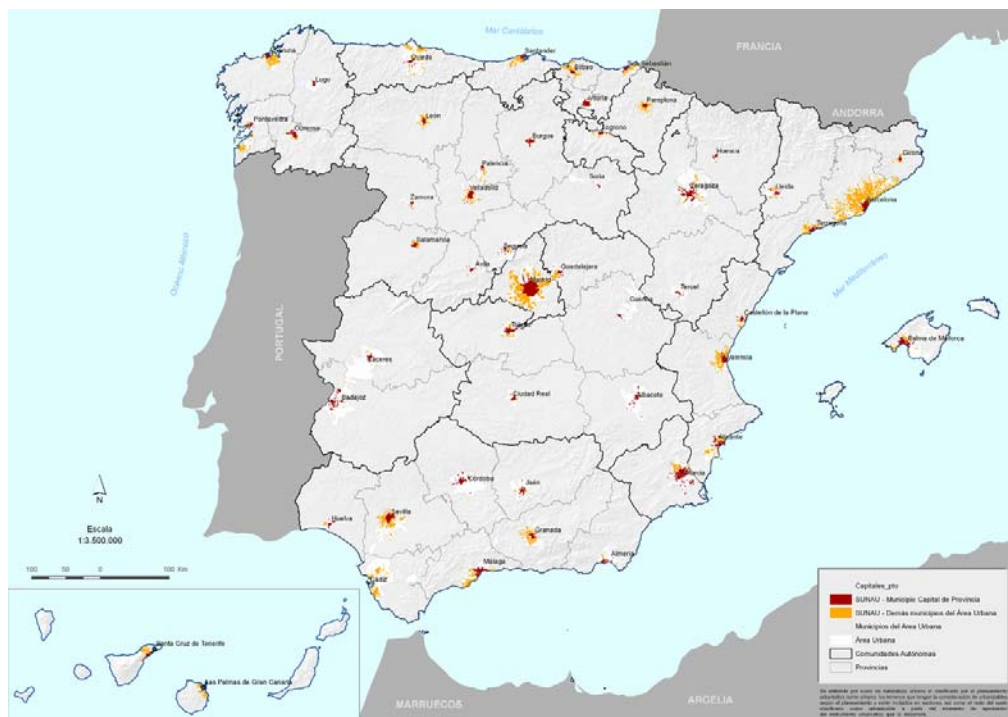 Mar Cantábrico
FRANCIA
ANDORRA
Coruña
Lugo
Oviedo
Santander
Bilbao
San Sebastián
Vitoria
Pamplona
Pontevedra
Ourense
León
Burgos
Logroño
Huesca
Girona
Palencia
Soria
Zaragoza
Lleida
Barcelona
Zamora
Valladolid
Tarragona
Océano Atlántico
Salamanca
Segovia
Ávila
Madrid
Guadalajara
Teruel
Mar Mediterráneo
Cuenca
Castellón de la Plana
PORTUGAL
Toledo
Palma de Mallorca
Cáceres
Valencia
Badajoz
Ciudad Real
Albacete
Alicante
Murcia
Córdoba
Jaén
N
Huelva
Sevilla
Granada
Escala
1:3.500.000
Málaga
Almería
Cádiz
100 50 0 100 Km
Santa Cruz de Tenerife
Las Palmas de Gran Canaria
MARRUECOS
ARGELIA
Capitales_pto
SUNAU - Municipio Capital de Provincia
SUNAU - Demás municipios del Área Urbana
Municipios del Área Urbana
Área Urbana
Comunidades Autónomas
Provincias